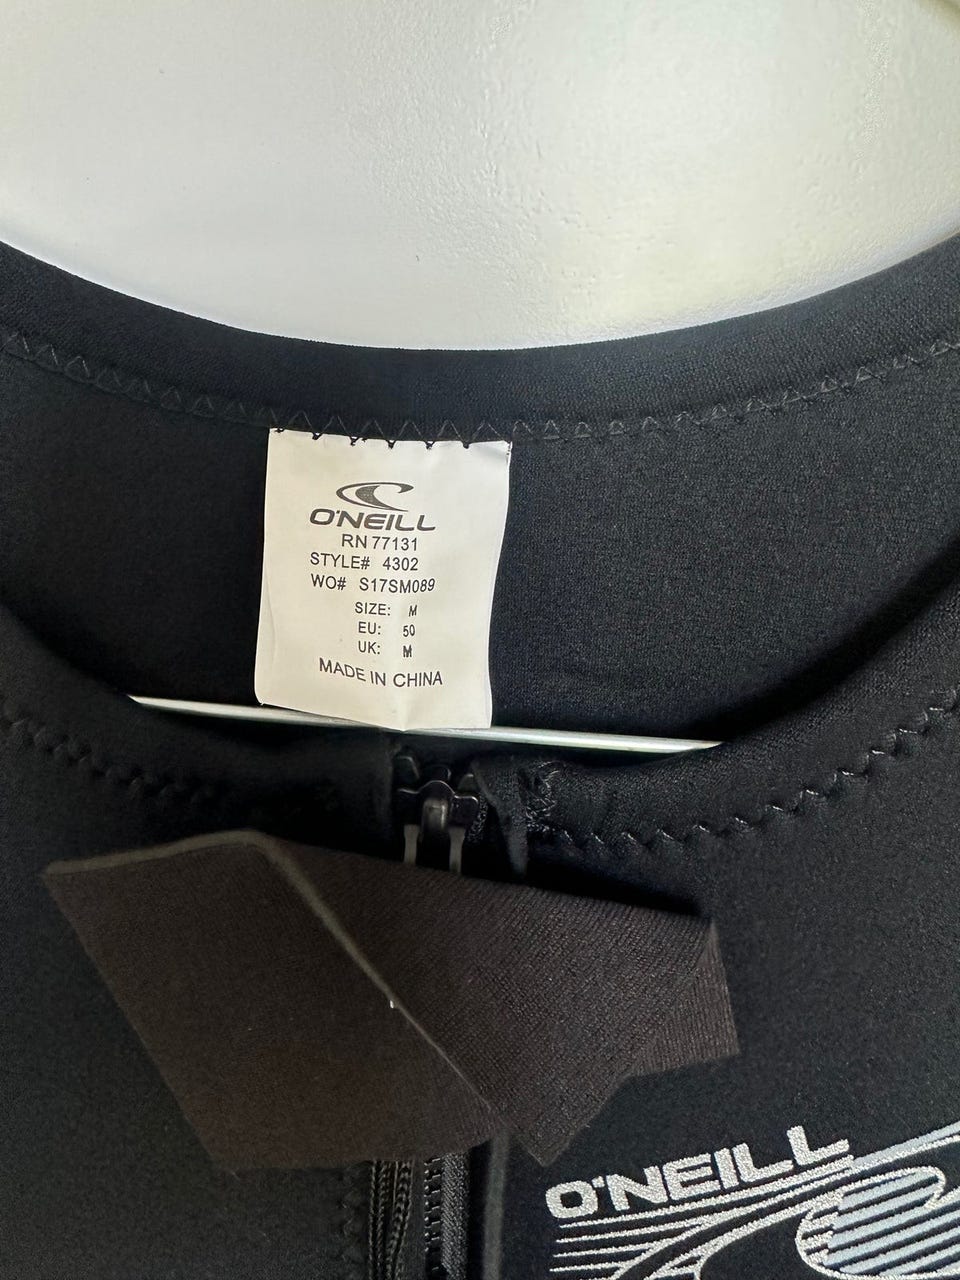 O'NEILL
RN 77131
STYLE# 4302
WO# S17SM089
SIZE: M
EU: 50
UK: M
MADE IN CHINA
O'NEILL